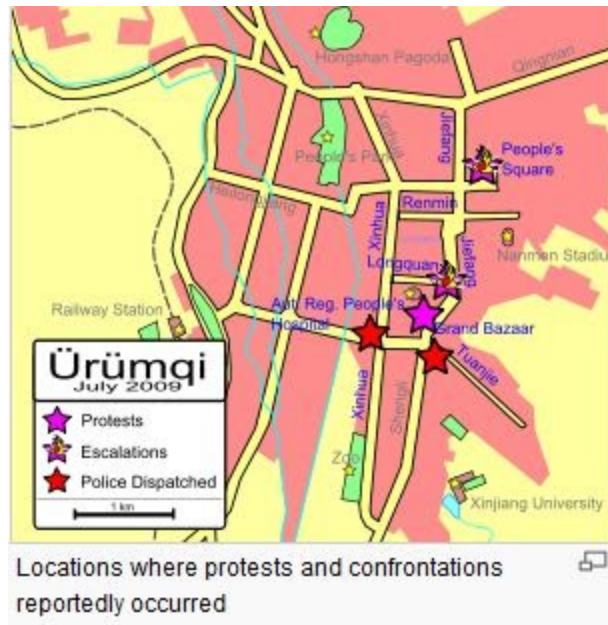 Hongshan Pagoda
Qingnian
Xinhua
Jiefang
People's
Square
People's Park
Renmin
Xinhua
Jiefang
Nanmen Stadiu
Longquan
Railway Station
Aut. Reg. People's
Hospital
Grand Bazaar
Tuanjie
Xinhua
Shengli
Zoo
Xinjiang University
Ürümqi
July 2009
Protests
Escalations
Police Dispatched
1 km
Locations where protests and confrontations
reportedly occurred